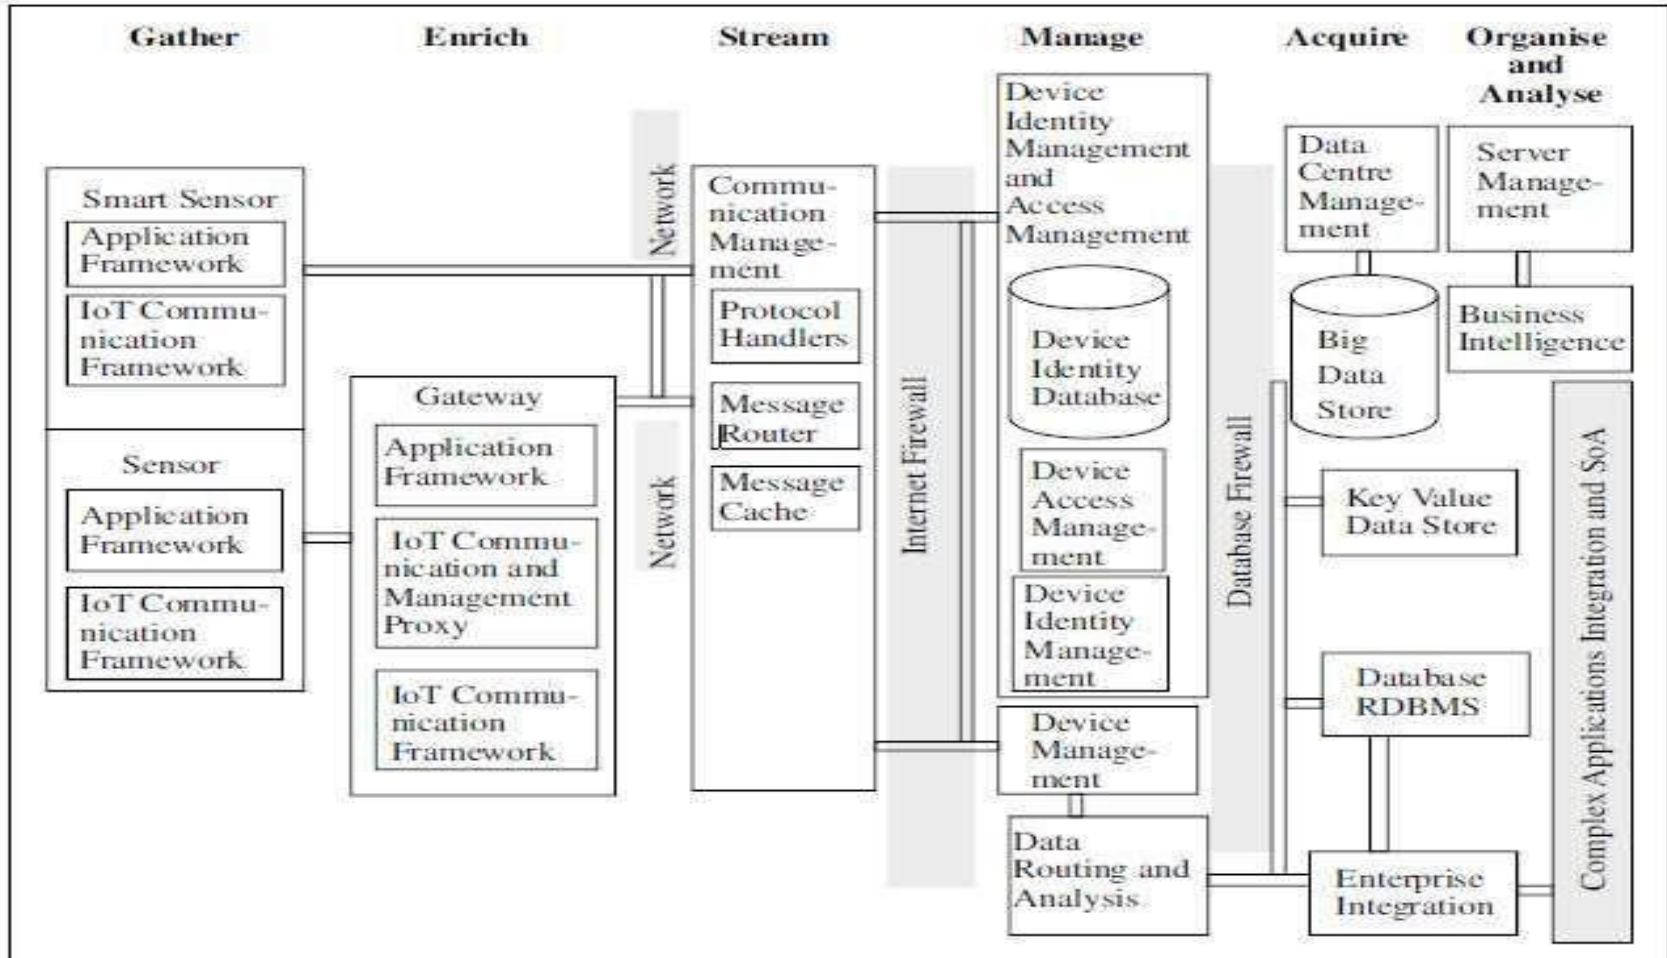 Gather
Enrich
Stream
Manage
Acquire
Organise
and
Analyse
Smart Sensor
Application
Framework
IoT Commu-
nication
Framework
Sensor
Application
Framework
IoT Commu-
nication
Framework
Gateway
Application
Framework
IoT Commu-
nication and
Management
Proxy
IoT Commu-
nication
Framework
Network
Network
Commu-
nication
Manage-
ment
Protocol
Handlers
Message
Router
Message
Cache
Internet Firewall
Device
Identity
Management
and
Access
Management
Device
Identity
Database
Device
Access
Manage-
ment
Device
Identity
Manage-
ment
Device
Manage-
ment
Data
Routing and
Analysis
Database Firewall
Data
Centre
Manage-
ment
Big
Data
Store
Key Value
Data Store
Database
RDBMS
Enterprise
Integration
Server
Manage-
ment
Business
Intelligence
Complex Applications Integration and SoA